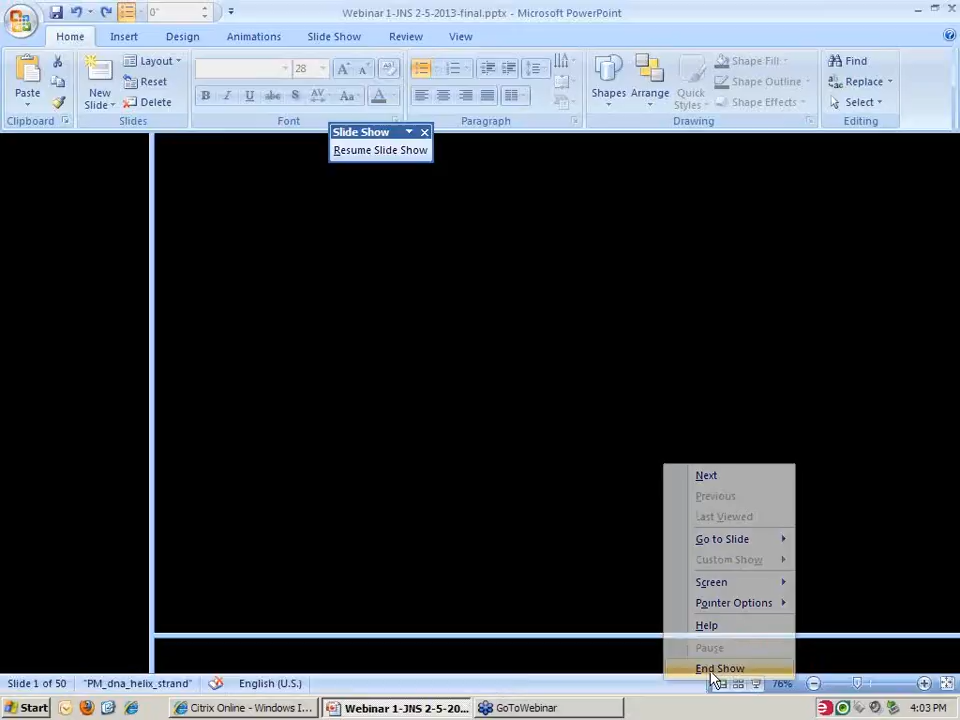 Webinar 1-JNS 2-5-2013-final.pptx - Microsoft PowerPoint
0"
Home Insert Design Animations Slide Show Review View
Paste
Clipboard
New
Slide
Layout
Reset
Delete
Slides
28
B I U abc S AV Aa A
Font
Paragraph
Shapes
Arrange
Quick
Styles
Shape Fill
Shape Outline
Shape Effects
Drawing
Find
Replace
Select
Editing
Slide Show
Resume Slide Show
Next
Previous
Last Viewed
Go to Slide
Custom Show
Screen
Pointer Options
Help
Pause
End Show
Slide 1 of 50 "PM_dna_helix_strand" English (U.S.) 76%
Start Citrix Online - Windows I... Webinar 1-JNS 2-5-20... GoToWebinar 4:03 PM